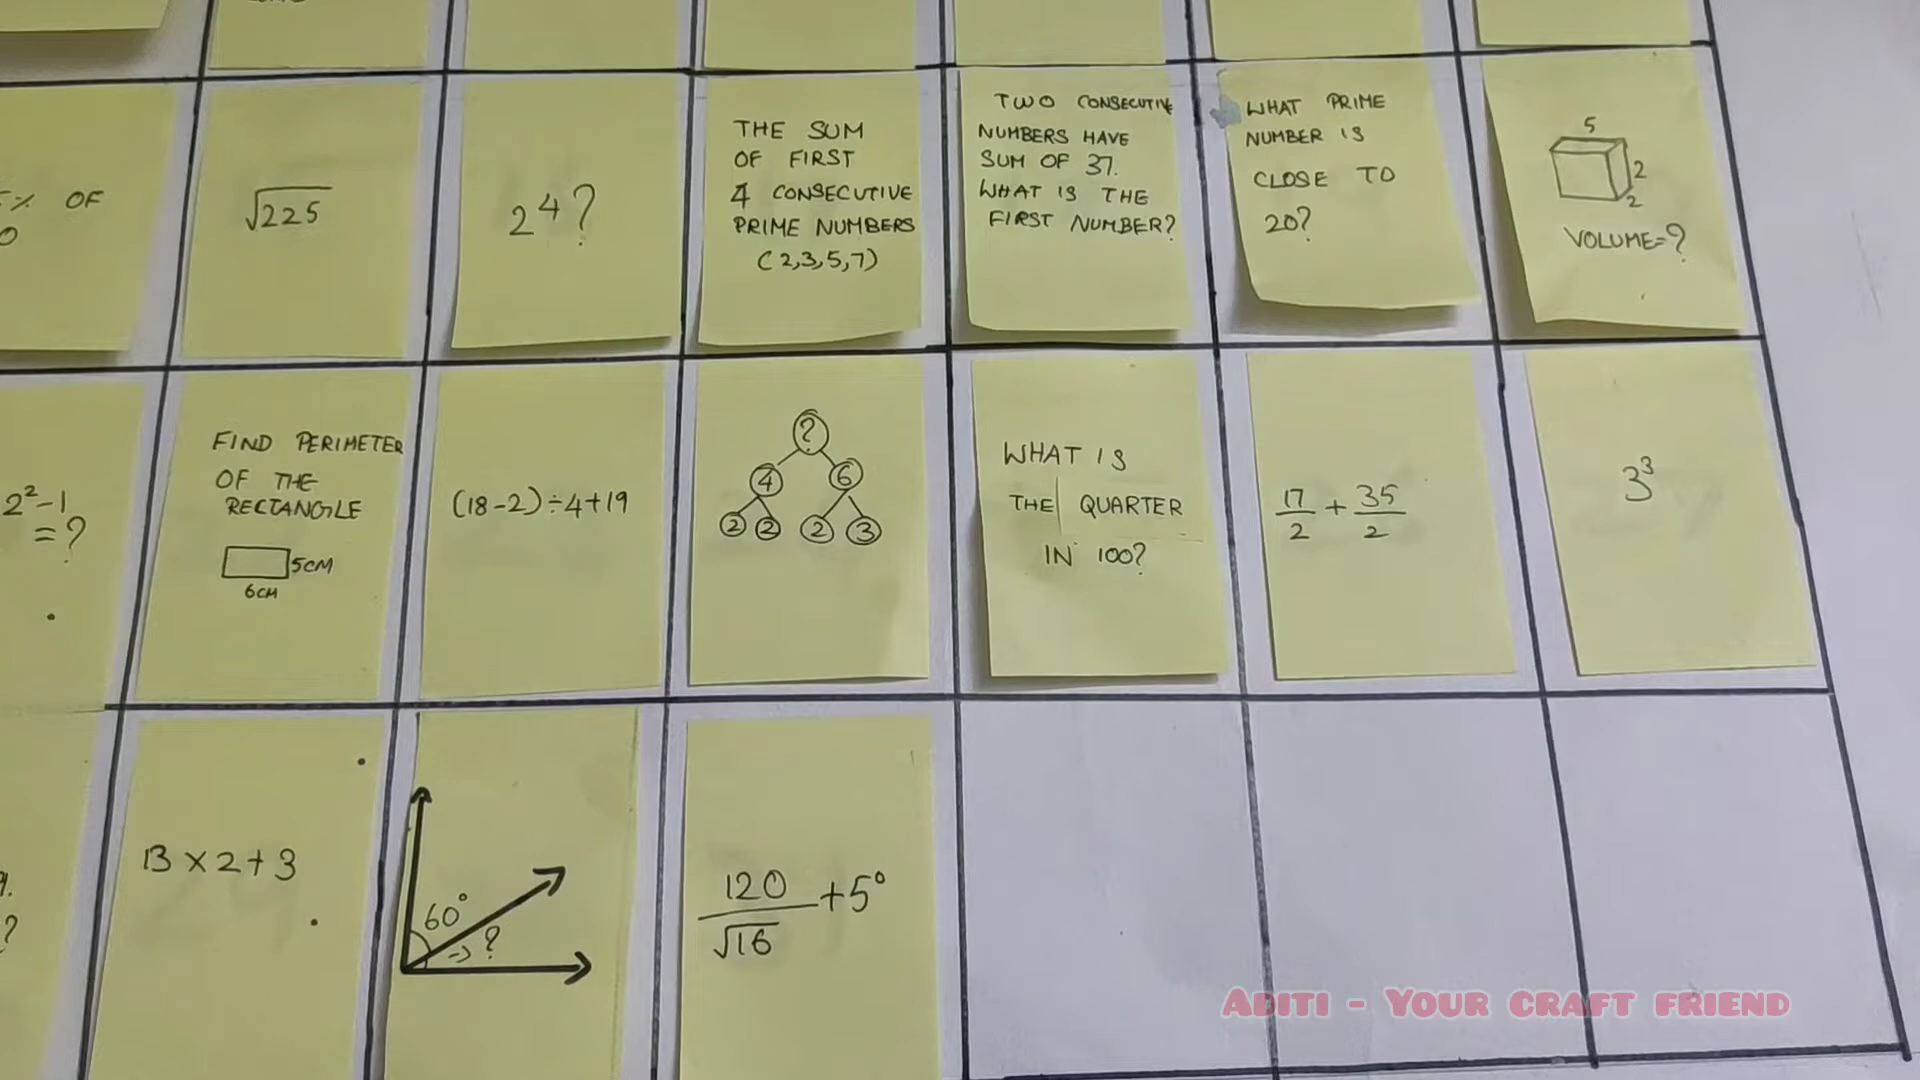 % OF
√225
2⁴?
THE SUM
OF FIRST
4 CONSECUTIVE
PRIME NUMBERS
(2,3,5,7)
TWO CONSECUTIVE
NUMBERS HAVE
SUM OF 37.
WHAT IS THE
FIRST NUMBER?
WHAT PRIME
NUMBER IS
CLOSE TO
20?
5
2
2
VOLUME=?
2²-1
=?
FIND PERIMETER
OF THE
RECTANGLE
5CM
6CM
(18-2)÷4+19
?
4 6
2 2 2 3
WHAT IS
THE QUARTER
IN 100?
17/2 + 35/2
3³
?
13×2+3
60°
?
120/√16 +5°
ADITI - YOUR CRAFT FRIEND